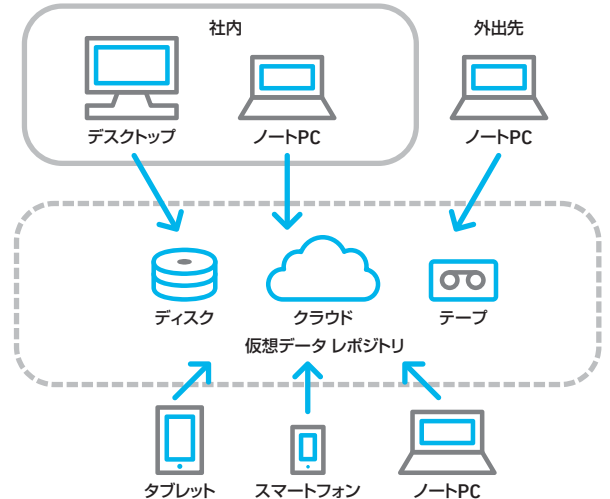 社内
外出先
デスクトップ
ノートPC
ノートPC
ディスク
クラウド
テープ
仮想データ レポジトリ
タブレット
スマートフォン
ノートPC